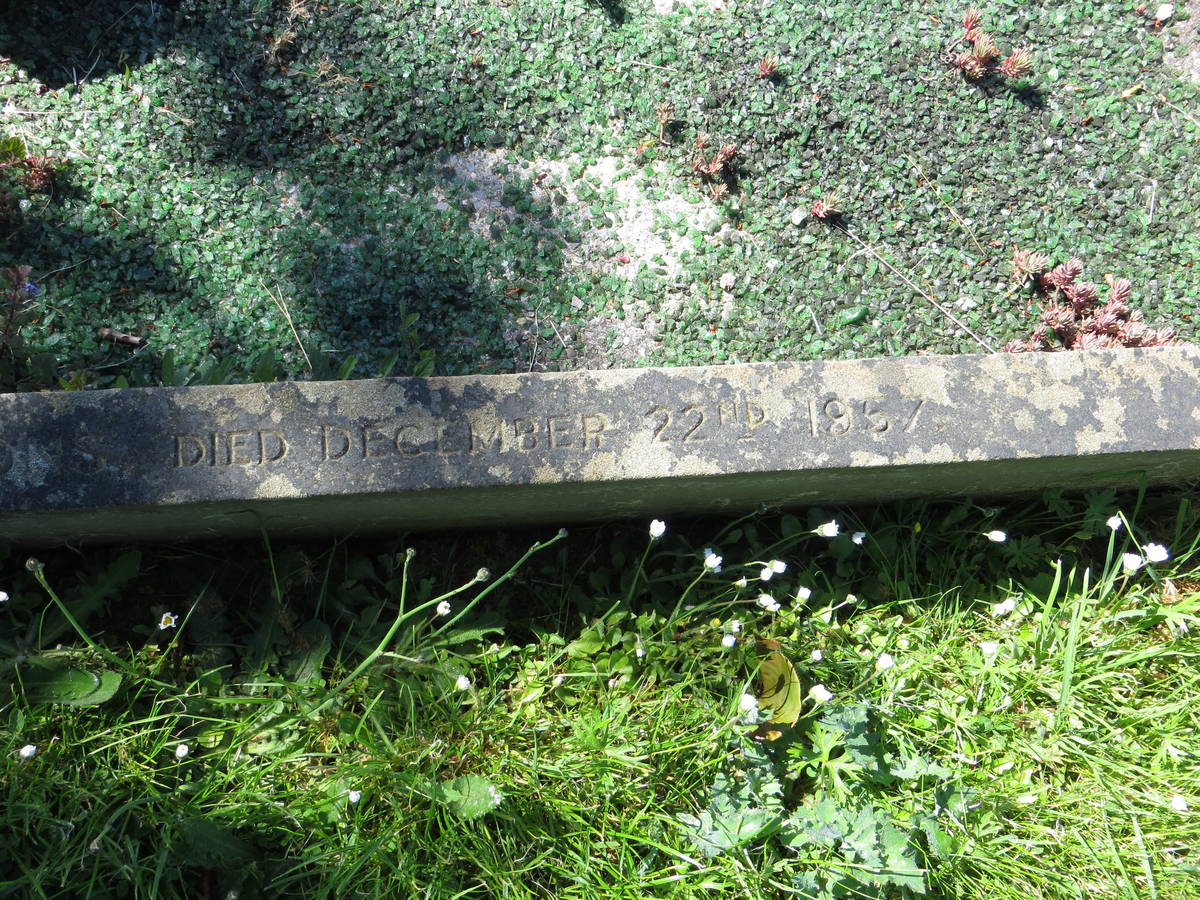 DIED DECEMBER 22ND 1957.